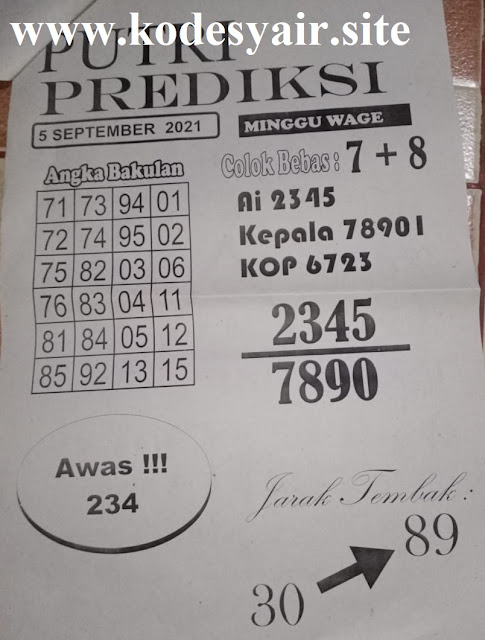 www.kodesyair.site
PUTRI
PREDIKSI
5 SEPTEMBER 2021
MINGGU WAGE
Angka Bakulan
71 73 94 01
72 74 95 02
75 82 03 06
76 83 04 11
81 84 05 12
85 92 13 15
Colok Bebas : 7 + 8
Ai 2345
Kepala 78901
KOP 6723
2345
7890
Awas !!!
234
Jarak Tembak :
89
30